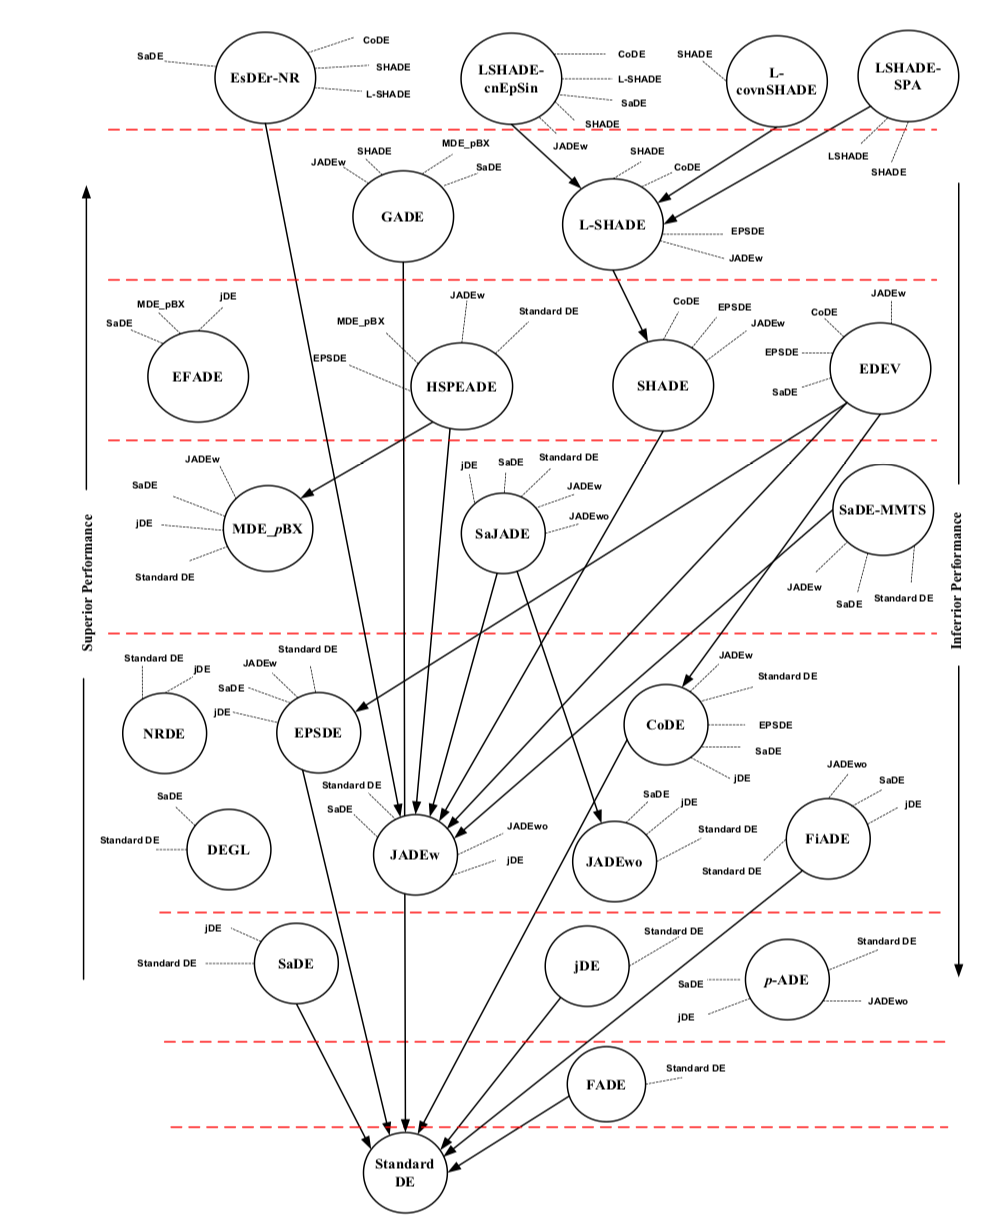 CoDE
SaDE
EsDEr-NR
SHADE
L-SHADE
LSHADE-
cnEpSin
CoDE
L-SHADE
SaDE
SHADE
JADEw
SHADE
L-
covnSHADE
LSHADE-
SPA
LSHADE
SHADE
JADEw
SHADE
MDE_pBX
SaDE
GADE
SHADE
CoDE
L-SHADE
EPSDE
JADEw
SaDE
MDE_pBX
jDE
EFADE
EPSDE
MDE_pBX
JADEw
Standard DE
HSPEADE
CoDE
EPSDE
JADEw
SHADE
JADEw
CoDE
EPSDE
SaDE
EDEV
JADEw
SaDE
jDE
Standard DE
MDE_pBX
jDE
SaDE
Standard DE
JADEw
JADEwo
SaJADE
SaDE-MMTS
JADEw
SaDE
Standard DE
Superior Performance
Inferrior Performance
Standard DE
jDE
NRDE
Standard DE
JADEw
SaDE
jDE
EPSDE
JADEw
Standard DE
CoDE
EPSDE
SaDE
jDE
SaDE
Standard DE
DEGL
Standard DE
SaDE
JADEw
JADEwo
jDE
SaDE
jDE
Standard DE
JADEwo
JADEwo
SaDE
jDE
FiADE
Standard DE
jDE
Standard DE
SaDE
Standard DE
jDE
Standard DE
SaDE
p-ADE
jDE
JADEwo
FADE
Standard DE
Standard
DE